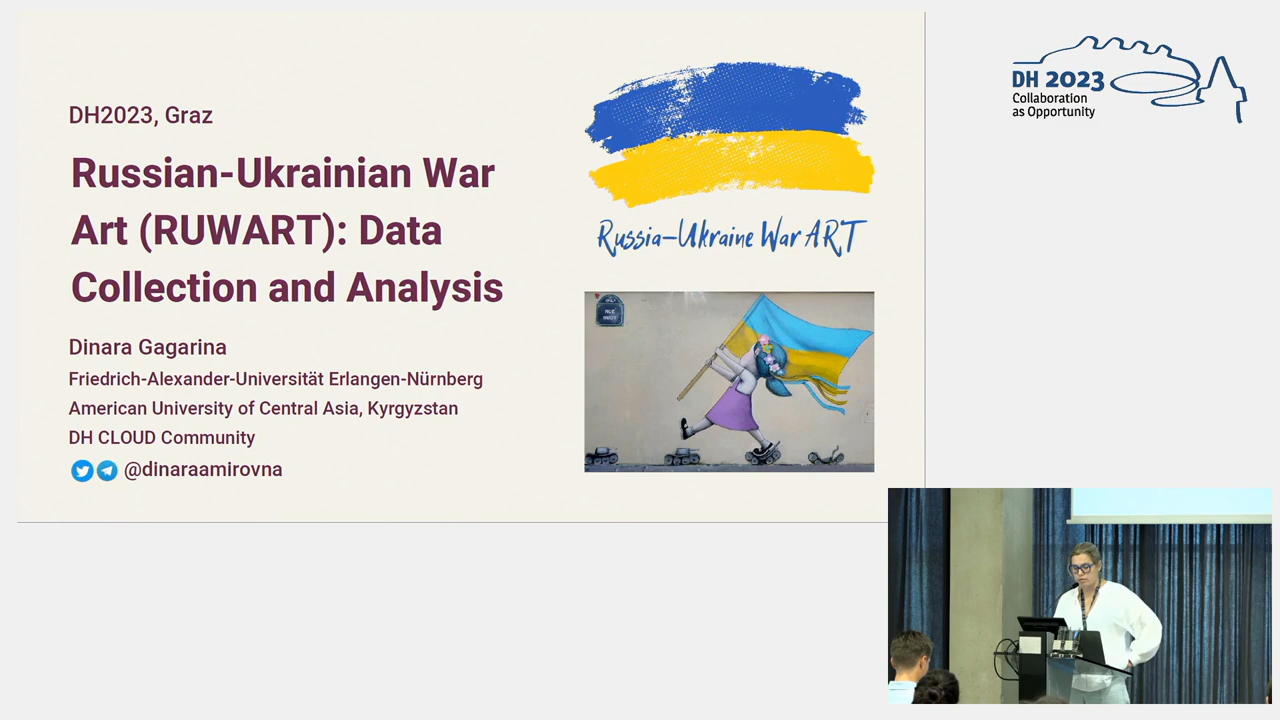 DH2023, Graz
Russian-Ukrainian War
Art (RUWART): Data
Collection and Analysis
Dinara Gagarina
Friedrich-Alexander-Universität Erlangen-Nürnberg
American University of Central Asia, Kyrgyzstan
DH CLOUD Community
@dinaraamirovna
Russia-Ukraine War ART
RUE
DH 2023
Collaboration
as Opportunity